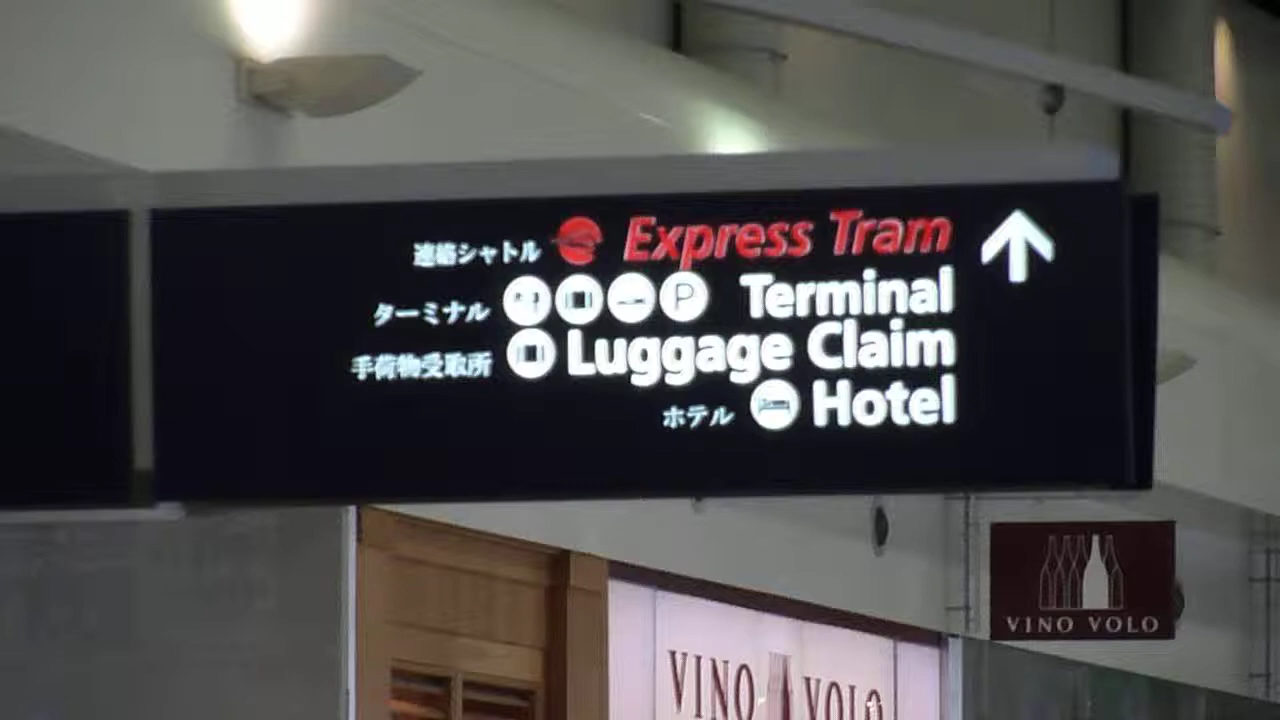 連絡シャトル Express Tram
ターミナル P Terminal
手荷物受取所 Luggage Claim
ホテル Hotel
VINO VOLO
VINO VOLO